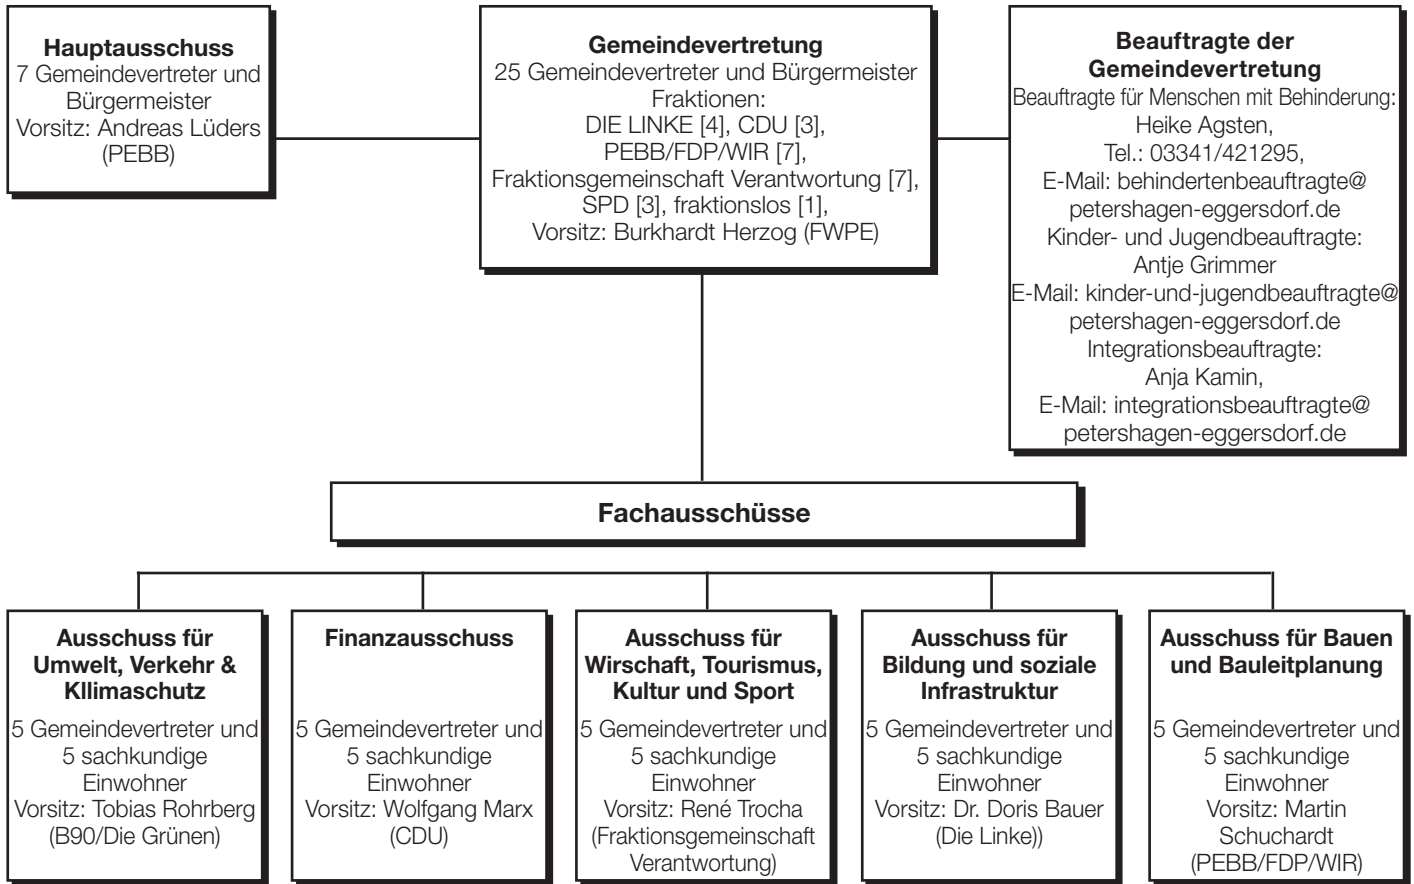 Hauptausschuss
7 Gemeindevertreter und
Bürgermeister
Vorsitz: Andreas Lüders
(PEBB)
Gemeindevertretung
25 Gemeindevertreter und Bürgermeister
Fraktionen:
DIE LINKE [4], CDU [3],
PEBB/FDP/WIR [7],
Fraktionsgemeinschaft Verantwortung [7],
SPD [3], fraktionslos [1],
Vorsitz: Burkhardt Herzog (FWPE)
Beauftragte der
Gemeindevertretung
Beauftragte für Menschen mit Behinderung:
Heike Agsten,
Tel.: 03341/421295,
E-Mail: behindertenbeauftragte@
petershagen-eggersdorf.de
Kinder- und Jugendbeauftragte:
Antje Grimmer
E-Mail: kinder-und-jugendbeauftragte@
petershagen-eggersdorf.de
Integrationsbeauftragte:
Anja Kamin,
E-Mail: integrationsbeauftragte@
petershagen-eggersdorf.de
Fachausschüsse
Ausschuss für
Umwelt, Verkehr &
Kllimaschutz
5 Gemeindevertreter und
5 sachkundige
Einwohner
Vorsitz: Tobias Rohrberg
(B90/Die Grünen)
Finanzausschuss
5 Gemeindevertreter und
5 sachkundige
Einwohner
Vorsitz: Wolfgang Marx
(CDU)
Ausschuss für
Wirschaft, Tourismus,
Kultur und Sport
5 Gemeindevertreter und
5 sachkundige
Einwohner
Vorsitz: René Trocha
(Fraktionsgemeinschaft
Verantwortung)
Ausschuss für
Bildung und soziale
Infrastruktur
5 Gemeindevertreter und
5 sachkundige
Einwohner
Vorsitz: Dr. Doris Bauer
(Die Linke))
Ausschuss für Bauen
und Bauleitplanung
5 Gemeindevertreter und
5 sachkundige
Einwohner
Vorsitz: Martin
Schuchardt
(PEBB/FDP/WIR)